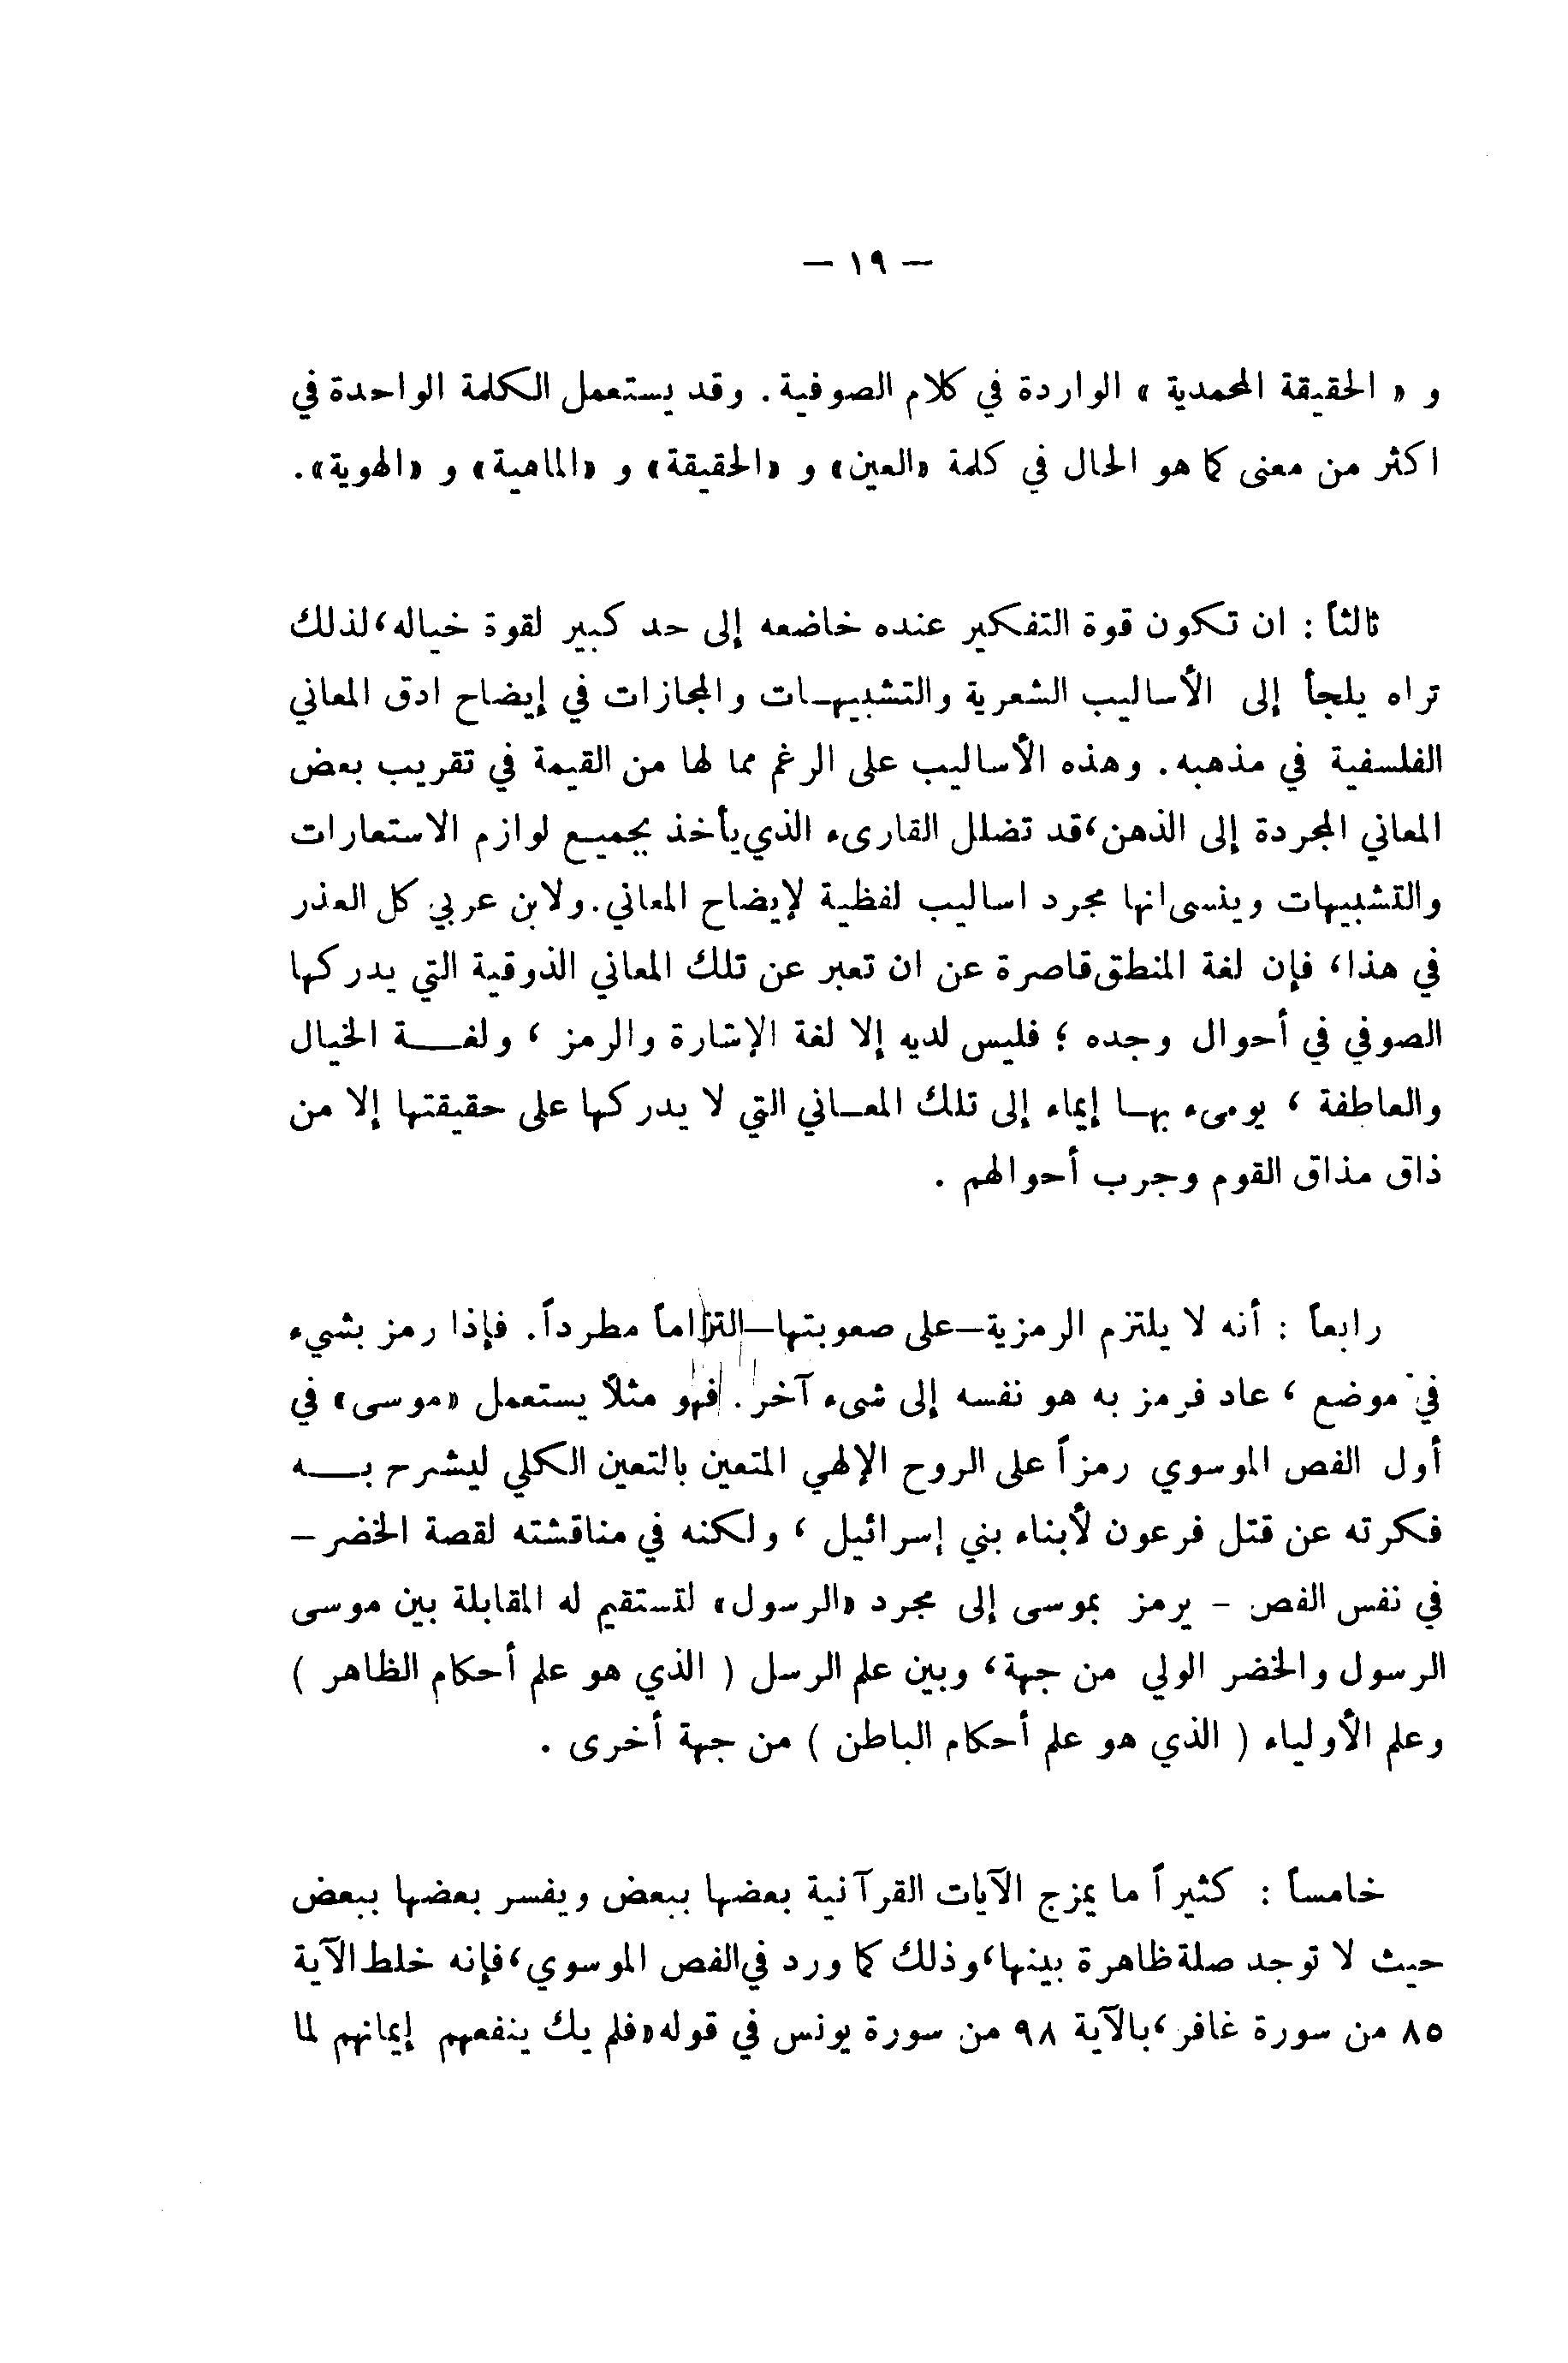 — ١٩ —
و « الحقيقة المحمدية » الواردة في كلام الصوفية . وقد يستعمل الكلمة الواحدة في
اكثر من معنى كما هو الحال في كلمة «العين» و «الحقيقة» و «الماهية» و «الهوية».
ثالثاً : ان تكون قوة التفكير عنده خاضعه إلى حد كبير لقوة خياله، لذلك
تراه يلجأ إلى الأساليب الشعرية والتشبيهـات والمجازات في إيضاح ادق المعاني
الفلسفية في مذهبه . وهذه الأساليب على الرغم مما لها من القيمة في تقريب بعض
المعاني المجردة إلى الذهن، قد تضلل القارىء الذي يأخذ بجميع لوازم الاستعارات
والتشبيهات وينسى انها مجرد اساليب لفظية لإيضاح المعاني. ولابن عربي كل العذر
في هذا، فإن لغة المنطق قاصرة عن ان تعبر عن تلك المعاني الذوقية التي يدركها
الصوفي في أحوال وجده ؛ فليس لديه إلا لغة الإشارة والرمز ، ولغـــة الخيال
والعاطفة ، يومىء بهـا إيماء إلى تلك المعـاني التي لا يدركها على حقيقتها إلا من
ذاق مذاق القوم وجرب أحوالهم .
رابعاً : أنه لا يلتزم الرمزية—على صعوبتها—التزاماً مطرداً. فإذا رمز بشيء
في موضع ، عاد فرمز به هو نفسه إلى شىء آخر . فهو مثلاً يستعمل «موسى» في
أول الفص الموسوي رمزاً على الروح الإلهي المتعين بالتعين الكلي ليشرح بـــه
فكرته عن قتل فرعون لأبناء بني إسرائيل ، ولكنه في مناقشته لقصة الخضر –
في نفس الفص – يرمز بموسى إلى مجرد «الرسول» لتستقيم له المقابلة بين موسى
الرسول والخضر الولي من جهة، وبين علم الرسل ( الذي هو علم أحكام الظاهر )
وعلم الأولياء ( الذي هو علم أحكام الباطن ) من جهة أخرى .
خامساً : كثيراً ما يمزج الآيات القرآنية بعضها ببعض ويفسر بعضها ببعض
حيث لا توجد صلة ظاهرة بينها، وذلك كما ورد في الفص الموسوي، فإنه خلط الآية
٨٥ من سورة غافر، بالآية ٩٨ من سورة يونس في قوله «فلم يك ينفعهم إيمانهم لما